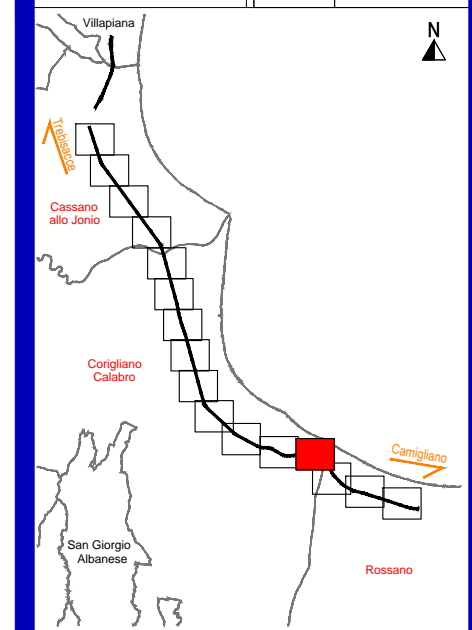 Villapiana
N
Trebisacce
Cassano
allo Jonio
Corigliano
Calabro
Camigliano
San Giorgio
Albanese
Rossano